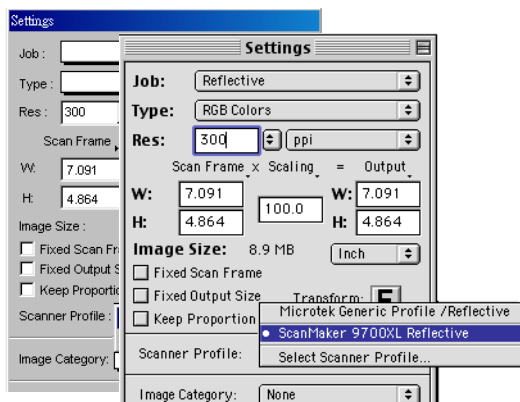 Settings
Job :
Type :
Res : 300
Scan Frame
W: 7.091
H: 4.864
Image Size :
Fixed Scan Fr
Fixed Output S
Keep Proportio
Scanner Profile :
Image Category:
Settings
Job: Reflective
Type: RGB Colors
Res: 300 ppi
Scan Frame x Scaling = Output
W: 7.091 W: 7.091
100.0
H: 4.864 H: 4.864
Image Size: 8.9 MB Inch
Fixed Scan Frame
Fixed Output Size Transform:
Keep Proportion
Microtek Generic Profile /Reflective
ScanMaker 9700XL Reflective
Select Scanner Profile...
Scanner Profile:
Image Category: None